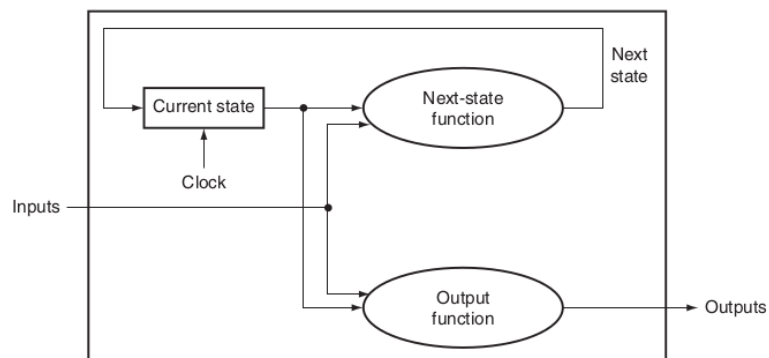 Next
state
Current state
Next-state
function
Clock
Inputs
Output
function
Outputs